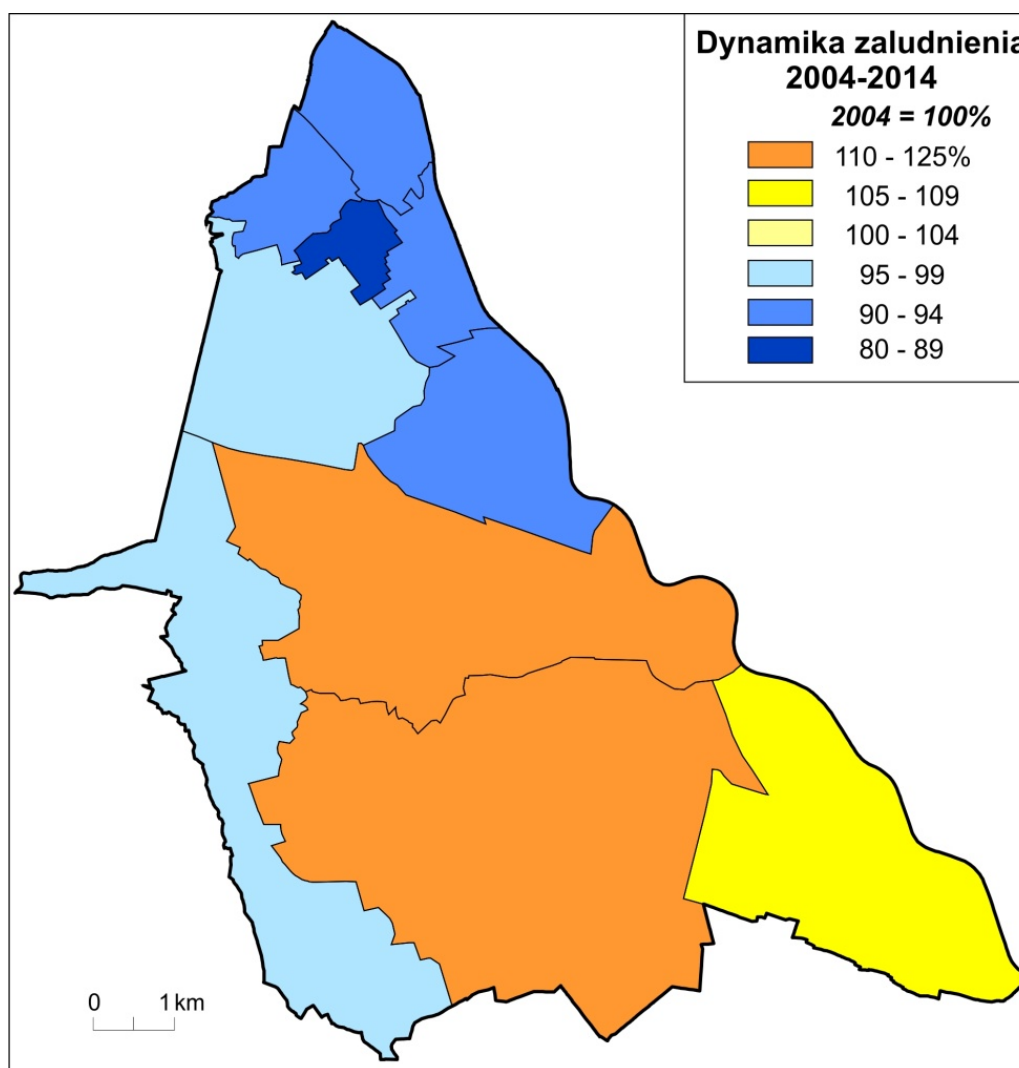 Dynamika zaludnienia
2004-2014
2004 = 100%
110 - 125%
105 - 109
100 - 104
95 - 99
90 - 94
80 - 89
0 1 km